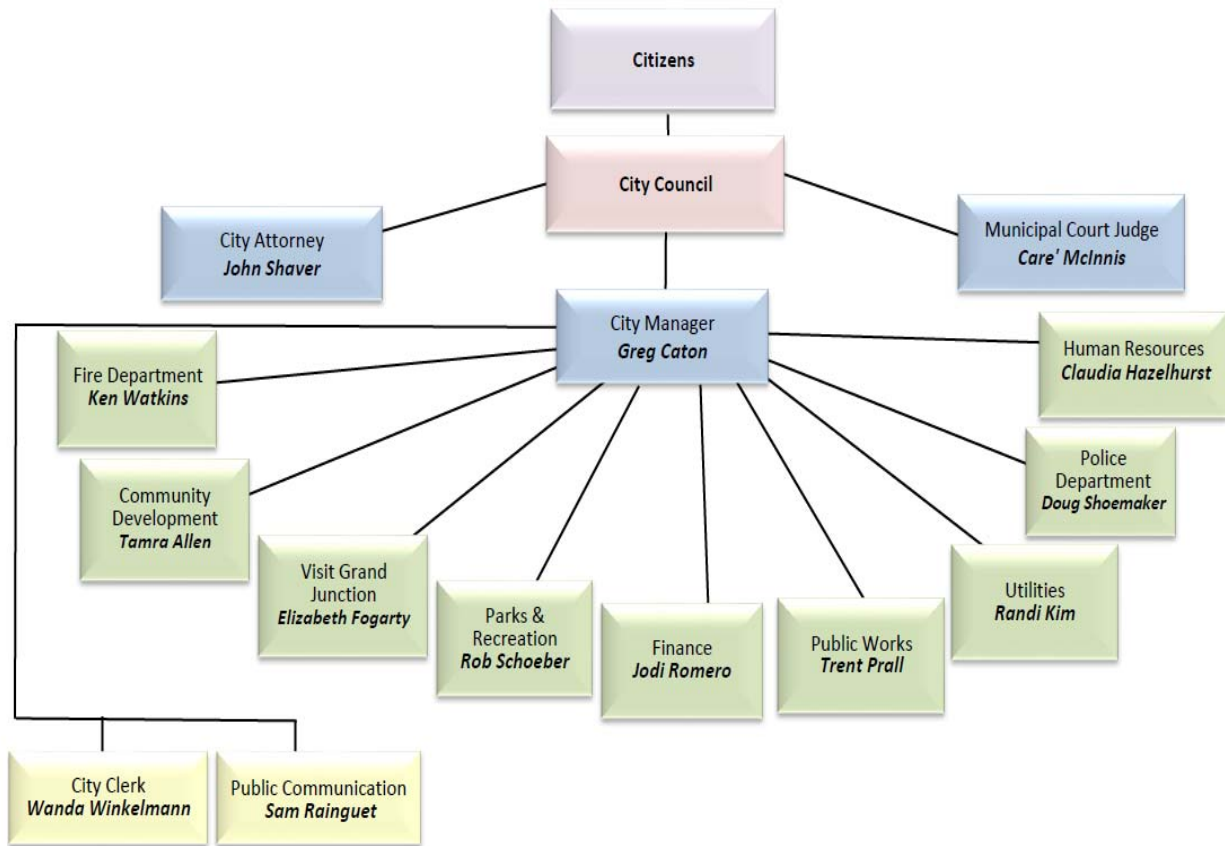 Citizens
City Council
City Attorney
John Shaver
Municipal Court Judge
Care' McInnis
City Manager
Greg Caton
Fire Department
Ken Watkins
Human Resources
Claudia Hazelhurst
Community
Development
Tamra Allen
Police
Department
Doug Shoemaker
Visit Grand
Junction
Elizabeth Fogarty
Parks &
Recreation
Rob Schoeber
Finance
Jodi Romero
Public Works
Trent Prall
Utilities
Randi Kim
City Clerk
Wanda Winkelmann
Public Communication
Sam Rainguet